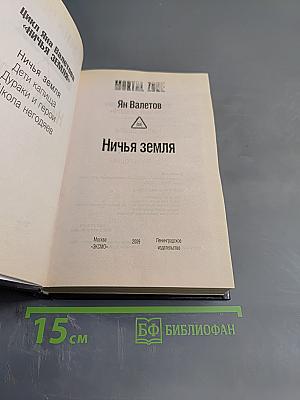 Цикл Яна Валетова
«НИЧЬЯ ЗЕМЛЯ»
Ничья земля
Дети капища
Дураки и герои
Школа негодяев
MORTAL ZONE
Ян Валетов
Ничья земля
Москва
«ЭКСМО»
2009
Ленинградское
издательство
15 см
БФ БИБЛИОФАН